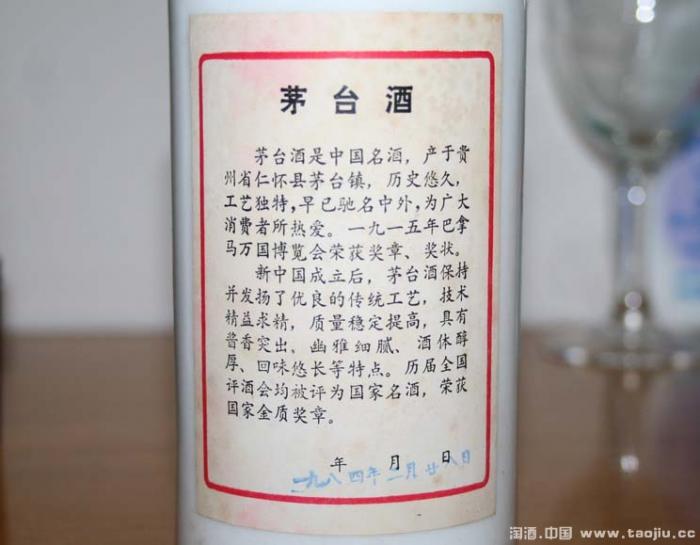 茅台酒
茅台酒是中国名酒，产于贵
州省仁怀县茅台镇，历史悠久，
工艺独特，早已驰名中外，为广大
消费者所热爱。一九一五年巴拿
马万国博览会荣获奖章、奖状。
新中国成立后，茅台酒保持
并发扬了优良的传统工艺，技术
精益求精，质量稳定提高，具有
酱香突出、幽雅细腻、酒体醇
厚、回味悠长等特点。历届全国
评酒会均被评为国家名酒，荣获
国家金质奖章。
年 月 日
一九八四年二月廿八日
淘酒.中国 www.taojiu.cc